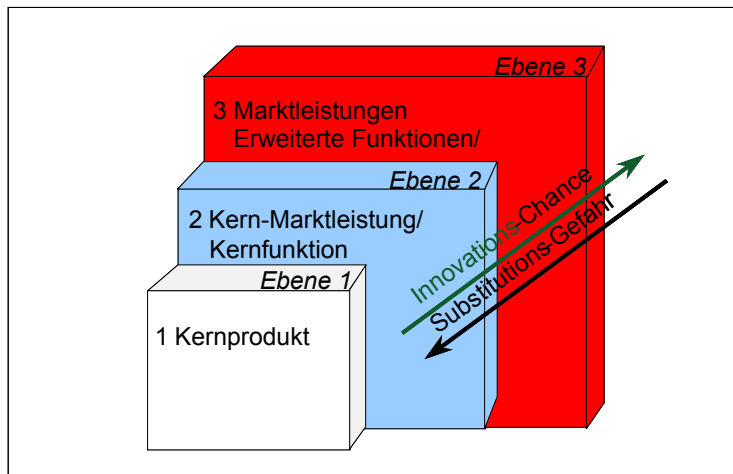 Ebene 3
3 Marktleistungen
Erweiterte Funktionen/
Ebene 2
2 Kern-Marktleistung/
Kernfunktion
Ebene 1
1 Kernprodukt
Innovations-Chance
Substitutions-Gefahr